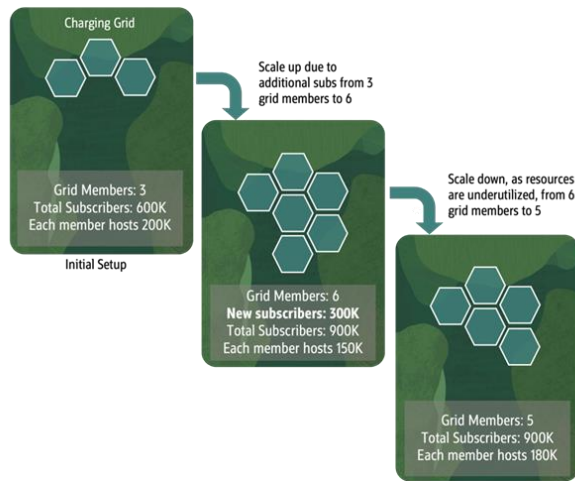 Charging Grid
Grid Members: 3
Total Subscribers: 600K
Each member hosts 200K
Initial Setup
Scale up due to
additional subs from 3
grid members to 6
Grid Members: 6
New subscribers: 300K
Total Subscribers: 900K
Each member hosts 150K
Scale down, as resources
are underutilized, from 6
grid members to 5
Grid Members: 5
Total Subscribers: 900K
Each member hosts 180K